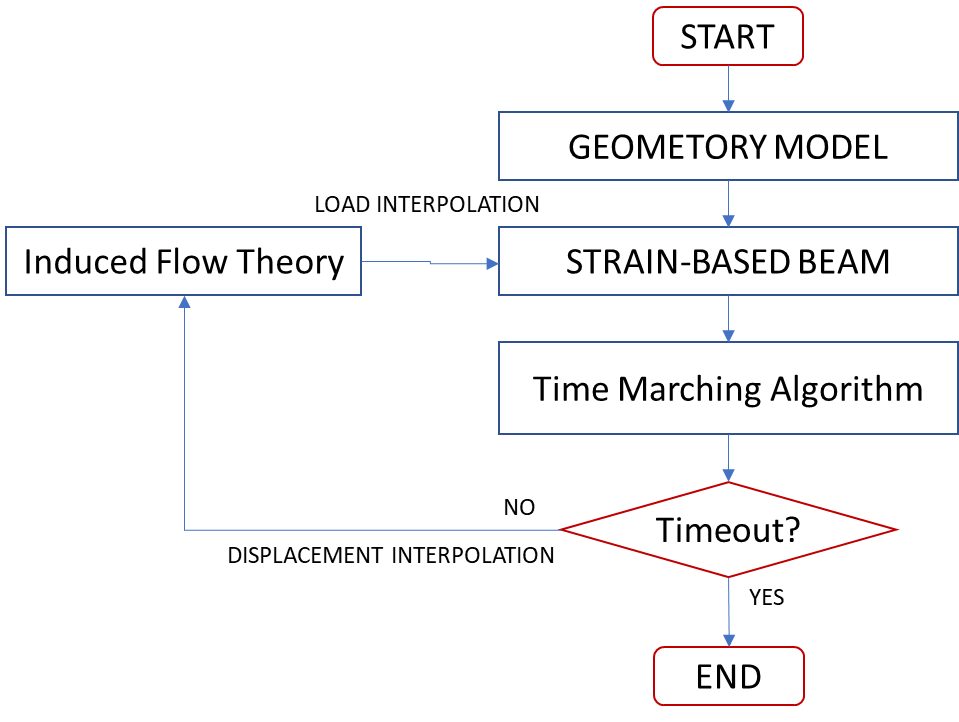 START
GEOMETORY MODEL
LOAD INTERPOLATION
Induced Flow Theory
STRAIN-BASED BEAM
Time Marching Algorithm
NO
Timeout?
DISPLACEMENT INTERPOLATION
YES
END